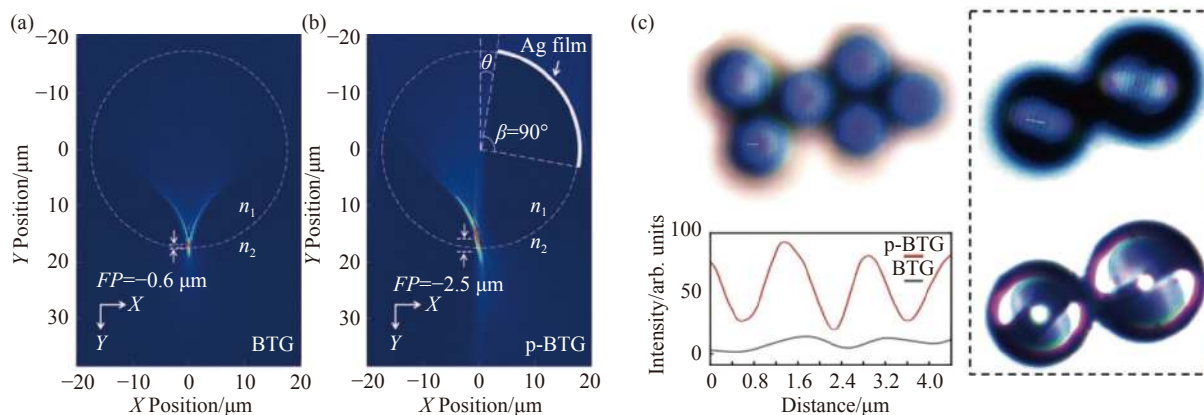 (a)
−20
−10
0
10
20
30
Y Position/μm
n₁
n₂
FP=−0.6 μm
X
Y
BTG
−20 −10 0 10 20
X Position/μm
(b)
−20
−10
0
10
20
30
Y Position/μm
θ
Ag film
β=90°
n₁
n₂
FP=−2.5 μm
X
Y
p-BTG
−20 −10 0 10 20
X Position/μm
(c)
100
50
0
Intensity/arb. units
p-BTG
BTG
0 0.8 1.6 2.4 3.2 4.0
Distance/μm